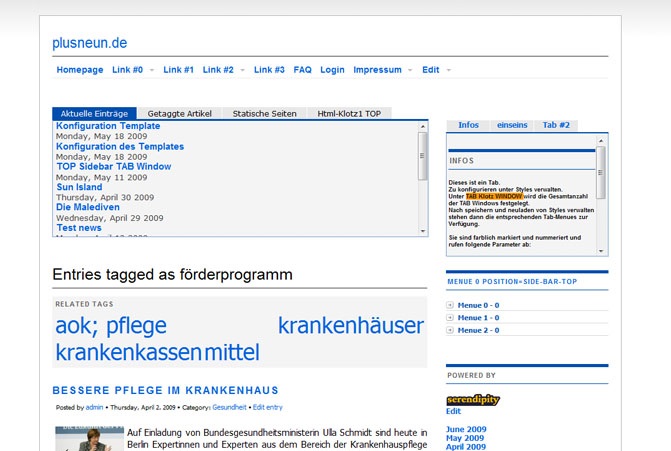 plusneun.de
Homepage Link #0 Link #1 Link #2 Link #3 FAQ Login Impressum Edit
Aktuelle Einträge Getaggte Artikel Statische Seiten Html-Klotz1 TOP
Konfiguration Template
Monday, May 18 2009
Konfiguration des Templates
Monday, May 18 2009
TOP Sidebar TAB Window
Monday, May 11 2009
Sun Island
Thursday, April 30 2009
Die Malediven
Wednesday, April 29 2009
Test news
Infos einseins Tab #2
INFOS
Dieses ist ein Tab.
Zu konfigurieren unter Styles verwalten.
Unter TAB Klotz WINDOW wird die Gesamtanzahl
der TAB Windows festgelegt.
Nach speichern und neuladen von Styles verwalten
stehen dann die entsprechenden Tab-Menues zur
Verfügung.
Sie sind farblich markiert und nummeriert und
rufen folgende Parameter ab:
Entries tagged as förderprogramm
RELATED TAGS
aok; pflege krankenhäuser
krankenkassen mittel
BESSERE PFLEGE IM KRANKENHAUS
Posted by admin • Thursday, April 2. 2009 • Category: Gesundheit • Edit entry
Auf Einladung von Bundesgesundheitsministerin Ulla Schmidt sind heute in
Berlin Expertinnen und Experten aus dem Bereich der Krankenhauspflege
MENUE 0 POSITION=SIDE-BAR-TOP
Menue 0 - 0
Menue 1 - 0
Menue 2 - 0
POWERED BY
serendipity
Edit
June 2009
May 2009
April 2009